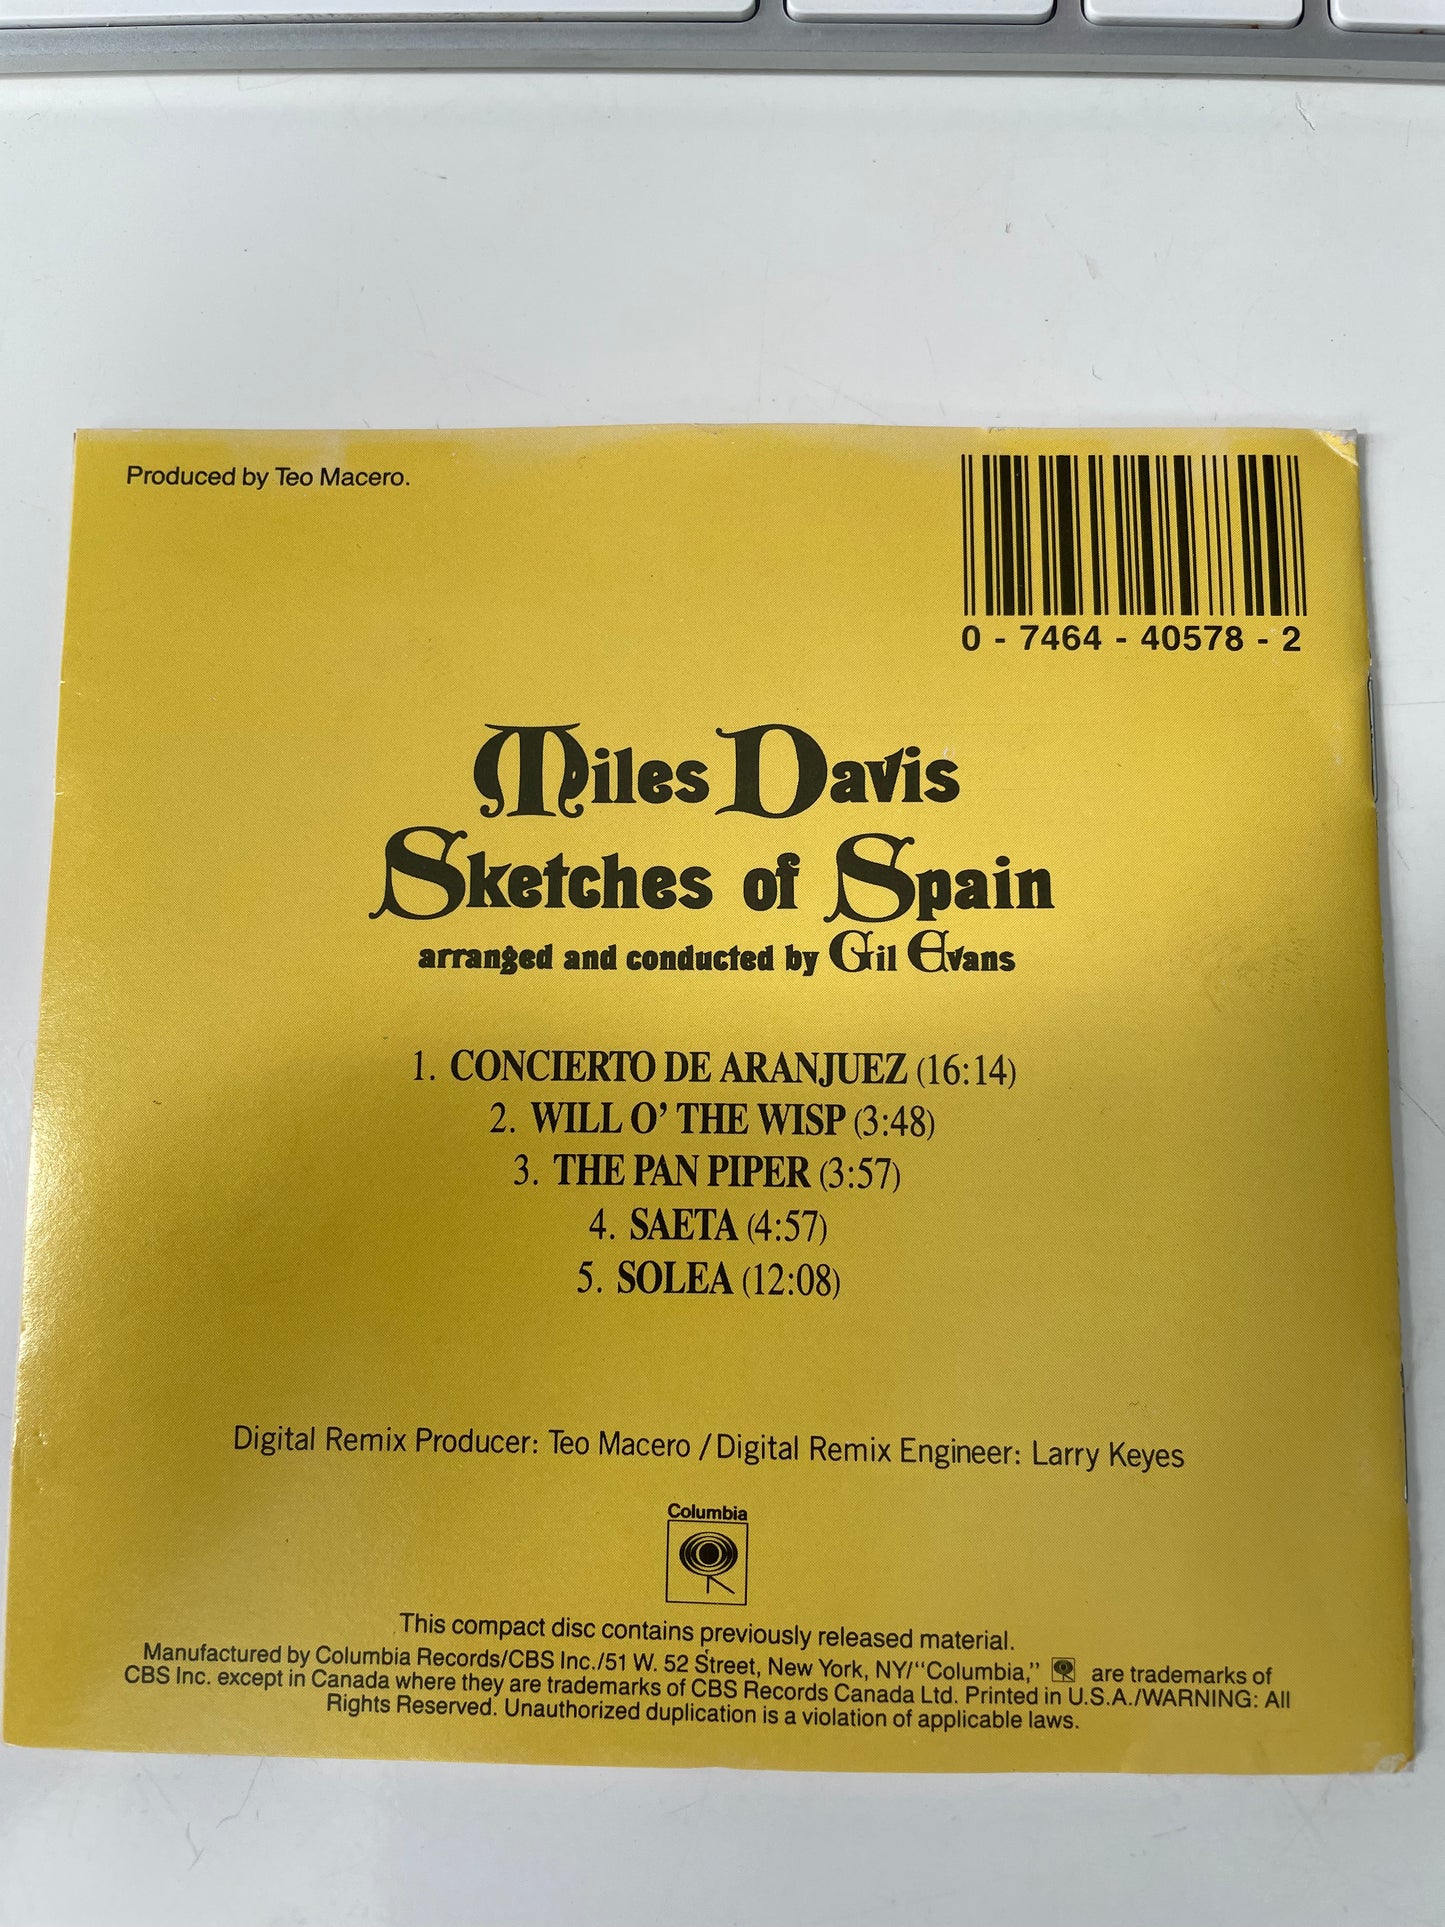 Produced by Teo Macero.
0 - 7464 - 40578 - 2
Miles Davis
Sketches of Spain
arranged and conducted by Gil Evans
1. CONCIERTO DE ARANJUEZ (16:14)
2. WILL O' THE WISP (3:48)
3. THE PAN PIPER (3:57)
4. SAETA (4:57)
5. SOLEA (12:08)
Digital Remix Producer: Teo Macero / Digital Remix Engineer: Larry Keyes
Columbia
This compact disc contains previously released material.
Manufactured by Columbia Records/CBS Inc./51 W. 52 Street, New York, NY/"Columbia," are trademarks of
CBS Inc. except in Canada where they are trademarks of CBS Records Canada Ltd. Printed in U.S.A./WARNING: All
Rights Reserved. Unauthorized duplication is a violation of applicable laws.